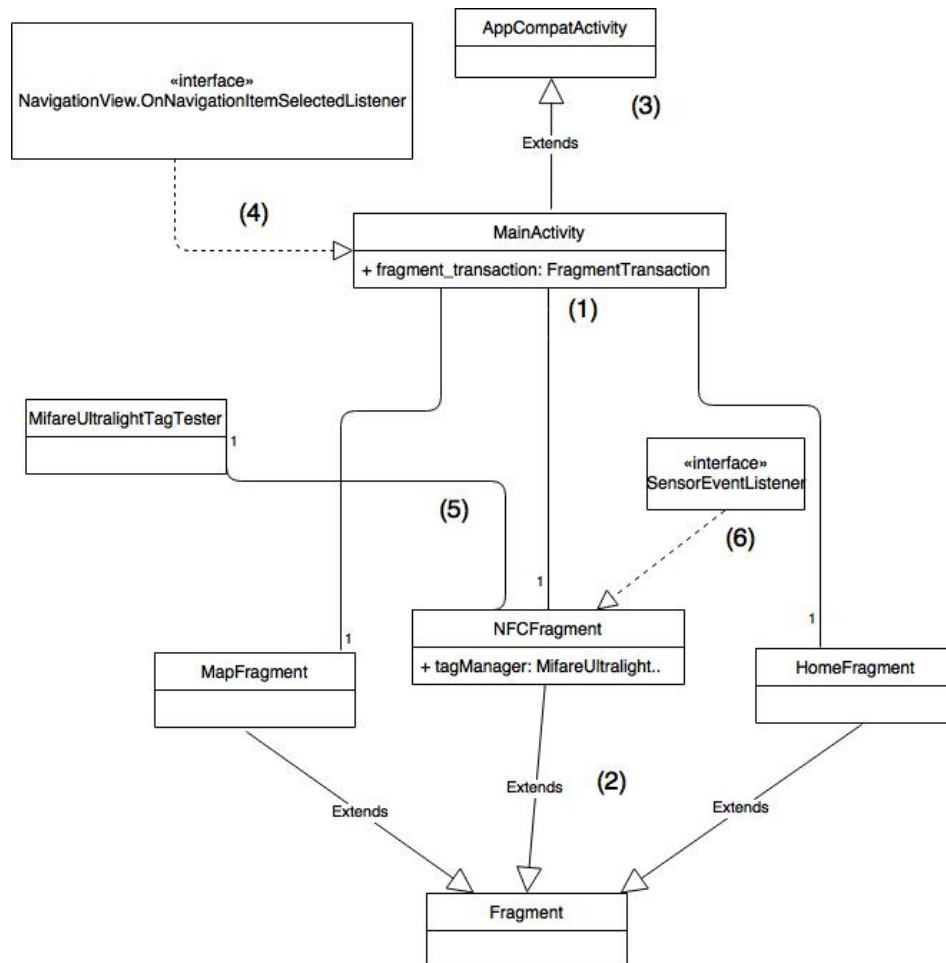 AppCompatActivity
«interface»
NavigationView.OnNavigationItemSelectedListener
(3)
Extends
(4)
MainActivity
+ fragment_transaction: FragmentTransaction
(1)
MifareUltralightTagTester
1
«interface»
SensorEventListener
(5)
(6)
1
1
1
NFCFragment
+ tagManager: MifareUltralight..
MapFragment
HomeFragment
(2)
Extends
Extends
Extends
Fragment